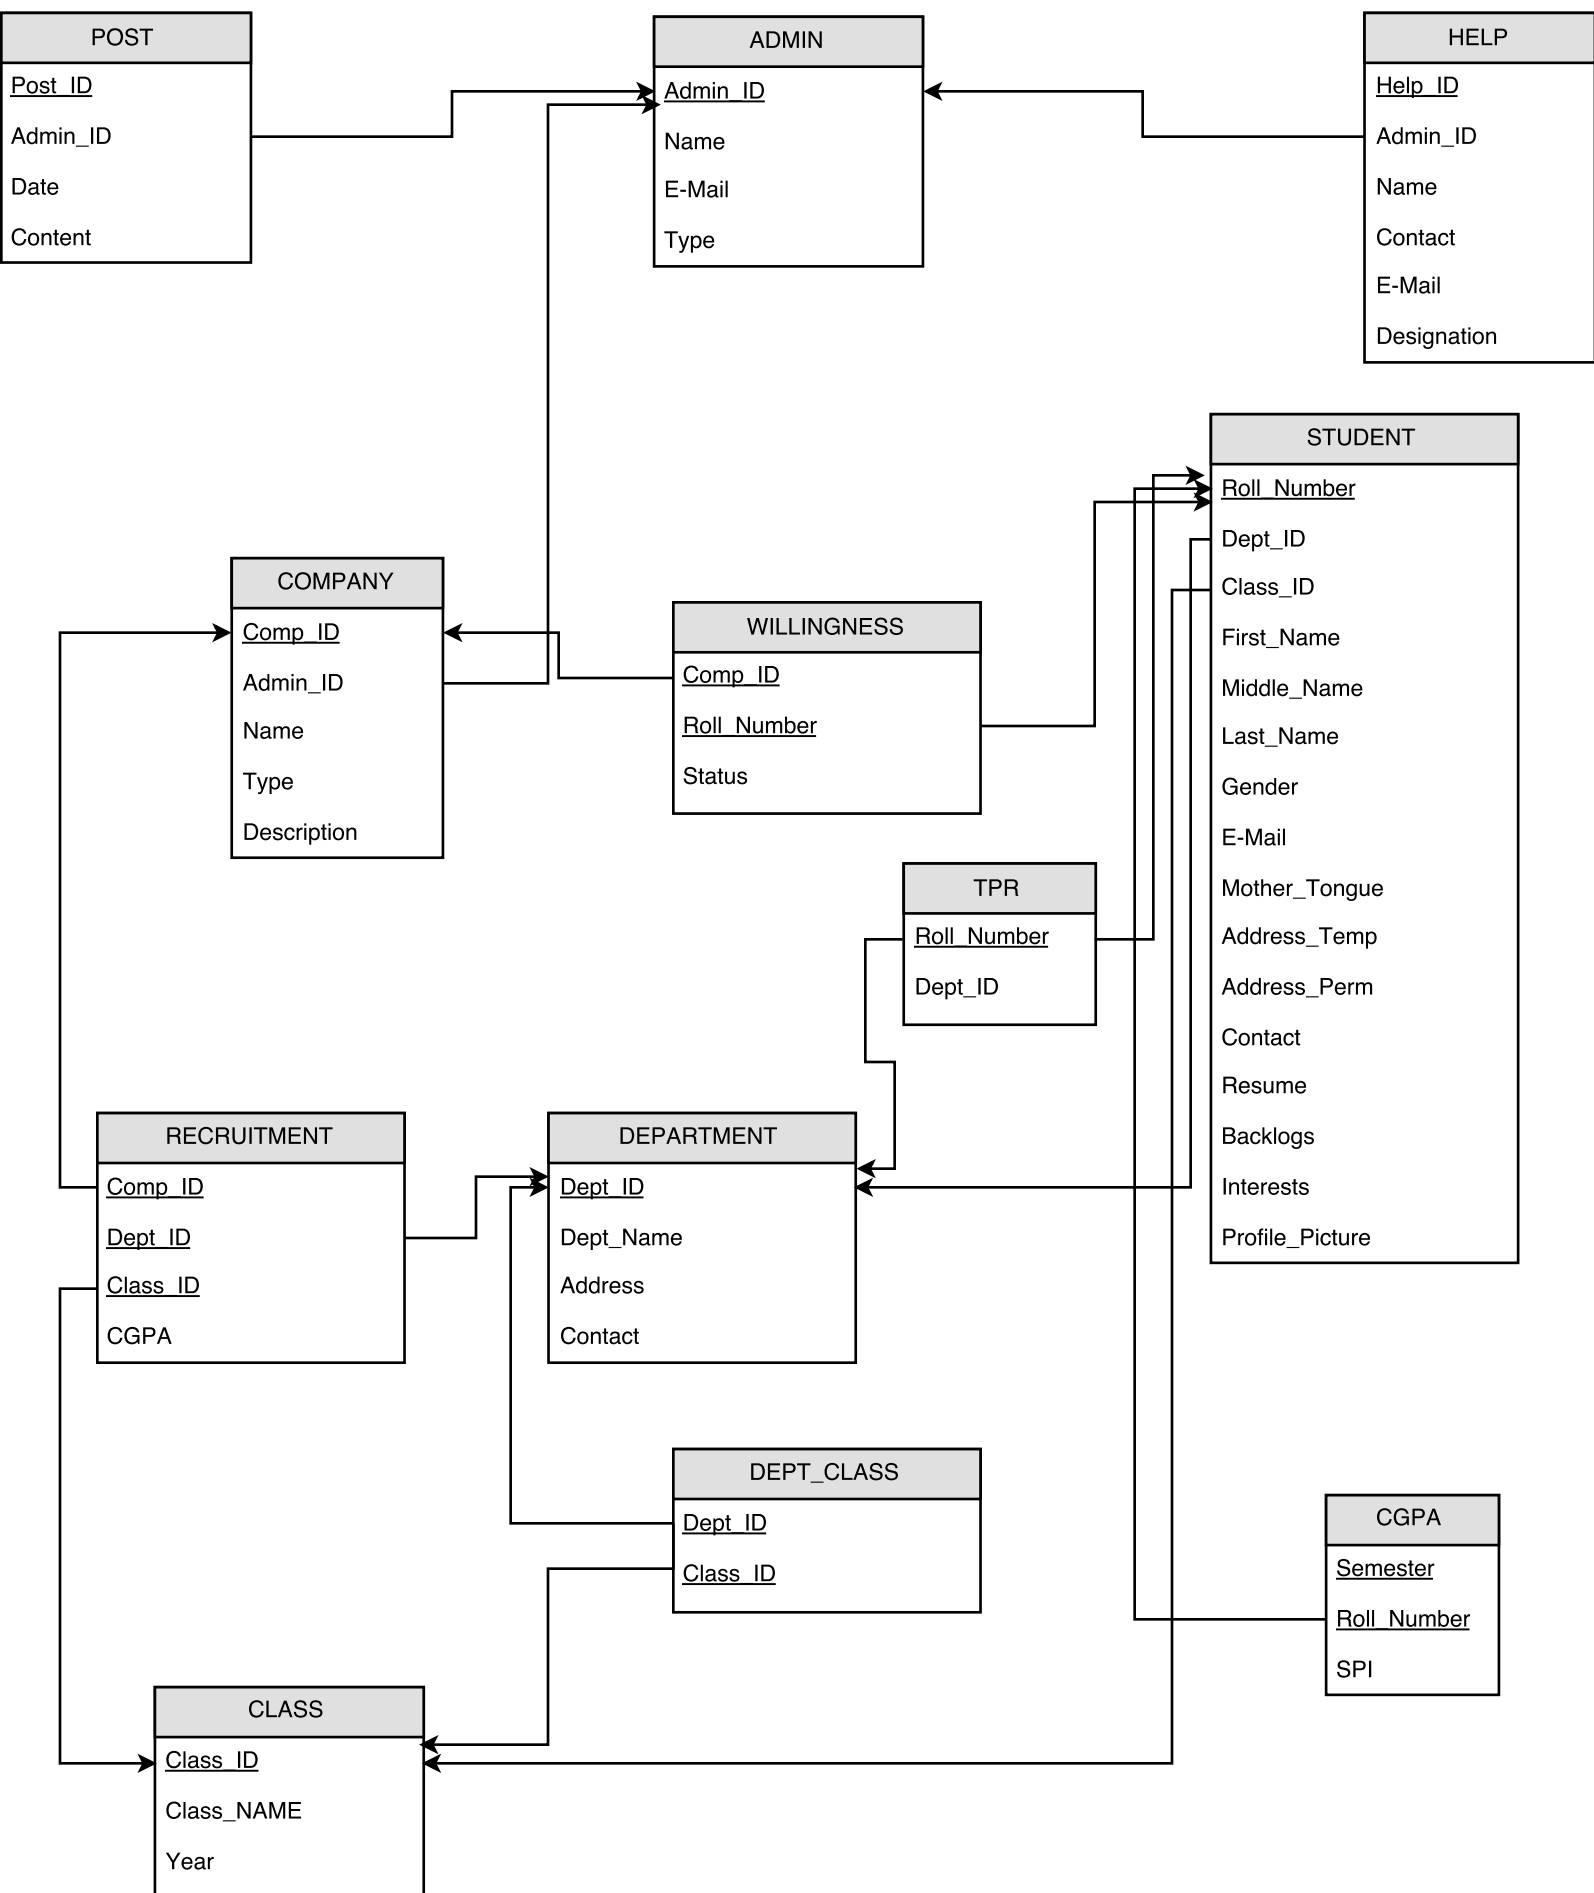 POST
Post_ID
Admin_ID
Date
Content
ADMIN
Admin_ID
Name
E-Mail
Type
HELP
Help_ID
Admin_ID
Name
Contact
E-Mail
Designation
STUDENT
Roll_Number
Dept_ID
Class_ID
First_Name
Middle_Name
Last_Name
Gender
E-Mail
Mother_Tongue
Address_Temp
Address_Perm
Contact
Resume
Backlogs
Interests
Profile_Picture
COMPANY
Comp_ID
Admin_ID
Name
Type
Description
WILLINGNESS
Comp_ID
Roll_Number
Status
TPR
Roll_Number
Dept_ID
RECRUITMENT
Comp_ID
Dept_ID
Class_ID
CGPA
DEPARTMENT
Dept_ID
Dept_Name
Address
Contact
DEPT_CLASS
Dept_ID
Class_ID
CGPA
Semester
Roll_Number
SPI
CLASS
Class_ID
Class_NAME
Year